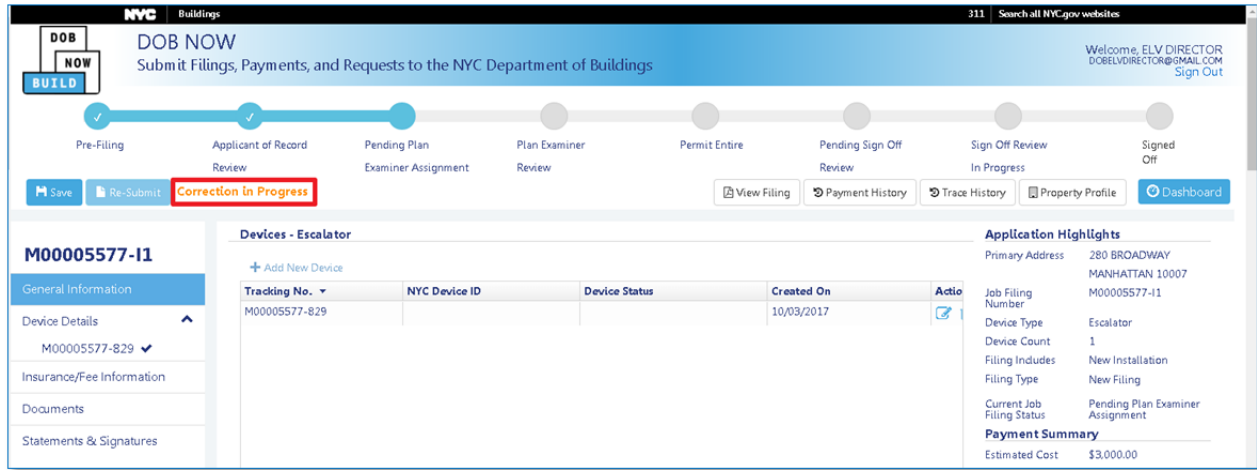 NYC Buildings 311 Search all NYC.gov websites
DOB
NOW
BUILD
DOB NOW
Submit Filings, Payments, and Requests to the NYC Department of Buildings
Welcome, ELV DIRECTOR
DOBELVDIRECTOR@GMAIL.COM
Sign Out
Pre-Filing
Applicant of Record
Review
Pending Plan
Examiner Assignment
Plan Examiner
Review
Permit Entire
Pending Sign Off
Review
Sign Off Review
In Progress
Signed
Off
Save Re-Submit Correction in Progress View Filing Payment History Trace History Property Profile Dashboard
M00005577-I1
General Information
Device Details
M00005577-829
Insurance/Fee Information
Documents
Statements & Signatures
Devices - Escalator
Add New Device
Tracking No. NYC Device ID Device Status Created On Actio
M00005577-829 10/03/2017
Application Highlights
Primary Address 280 BROADWAY
MANHATTAN 10007
Job Filing M00005577-I1
Number
Device Type Escalator
Device Count 1
Filing Includes New Installation
Filing Type New Filing
Current Job Pending Plan Examiner
Filing Status Assignment
Payment Summary
Estimated Cost $3,000.00